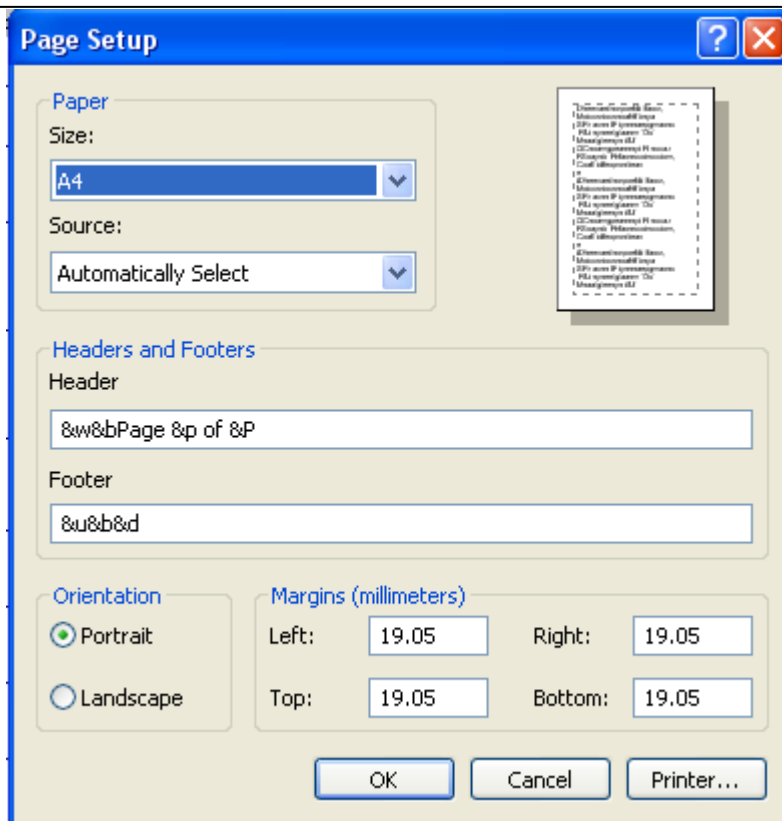 Page Setup
Paper
Size:
A4
Source:
Automatically Select
Headers and Footers
Header
&w&bPage &p of &P
Footer
&u&b&d
Orientation
Portrait
Landscape
Margins (millimeters)
Left: 19.05 Right: 19.05
Top: 19.05 Bottom: 19.05
OK Cancel Printer...